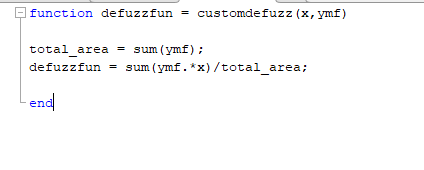 function defuzzfun = customdefuzz(x,ymf)
total_area = sum(ymf);
defuzzfun = sum(ymf.*x)/total_area;
end